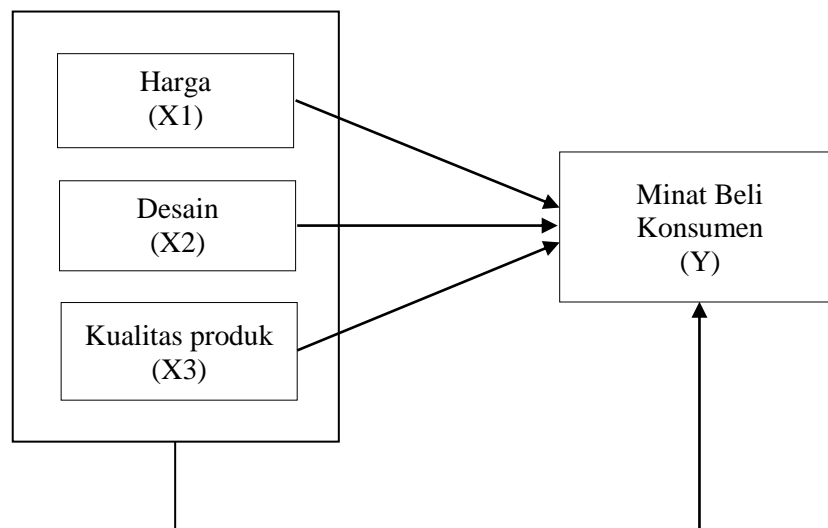 Harga
(X1)
Desain
(X2)
Kualitas produk
(X3)
Minat Beli
Konsumen
(Y)